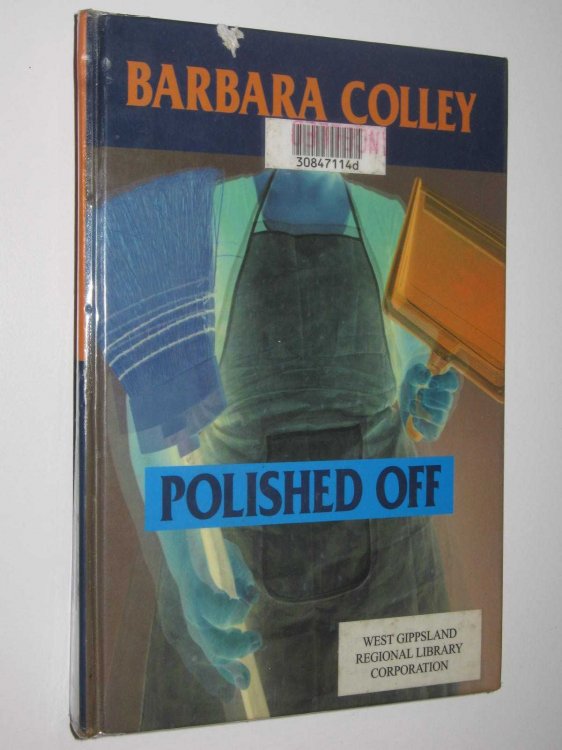 BARBARA COLLEY
30847114d
POLISHED OFF
WEST GIPPSLAND
REGIONAL LIBRARY
CORPORATION